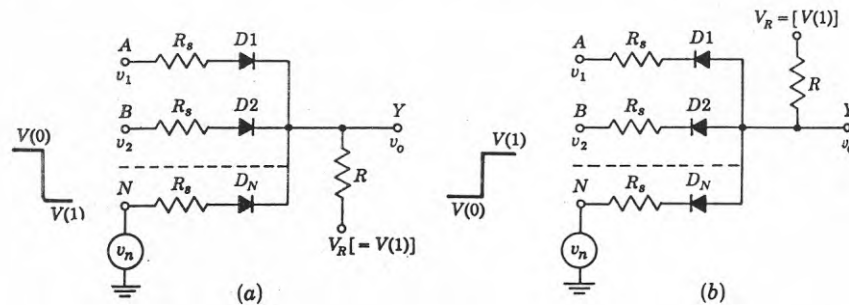 A
R_s
D1
v_1
B
R_s
D2
Y
v_2
v_o
V(0)
V(1)
N
R_s
D_N
R
v_n
V_R[= V(1)]
(a)
V_R = [V(1)]
A
R_s
D1
v_1
R
B
R_s
D2
Y
v_2
V(1)
V(0)
N
R_s
D_N
v_n
(b)